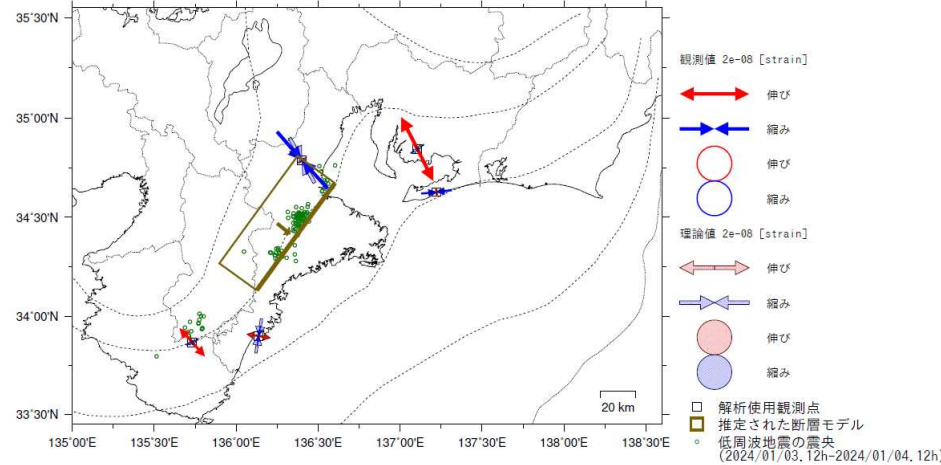 35°30'N
35°00'N
34°30'N
34°00'N
33°30'N
135°00'E
135°30'E
136°00'E
136°30'E
137°00'E
137°30'E
138°00'E
138°30'E
20 km
観測値 2e-08 [strain]
伸び
縮み
伸び
縮み
理論値 2e-08 [strain]
伸び
縮み
伸び
縮み
解析使用観測点
推定された断層モデル
低周波地震の震央
(2024/01/03.12h-2024/01/04.12h)